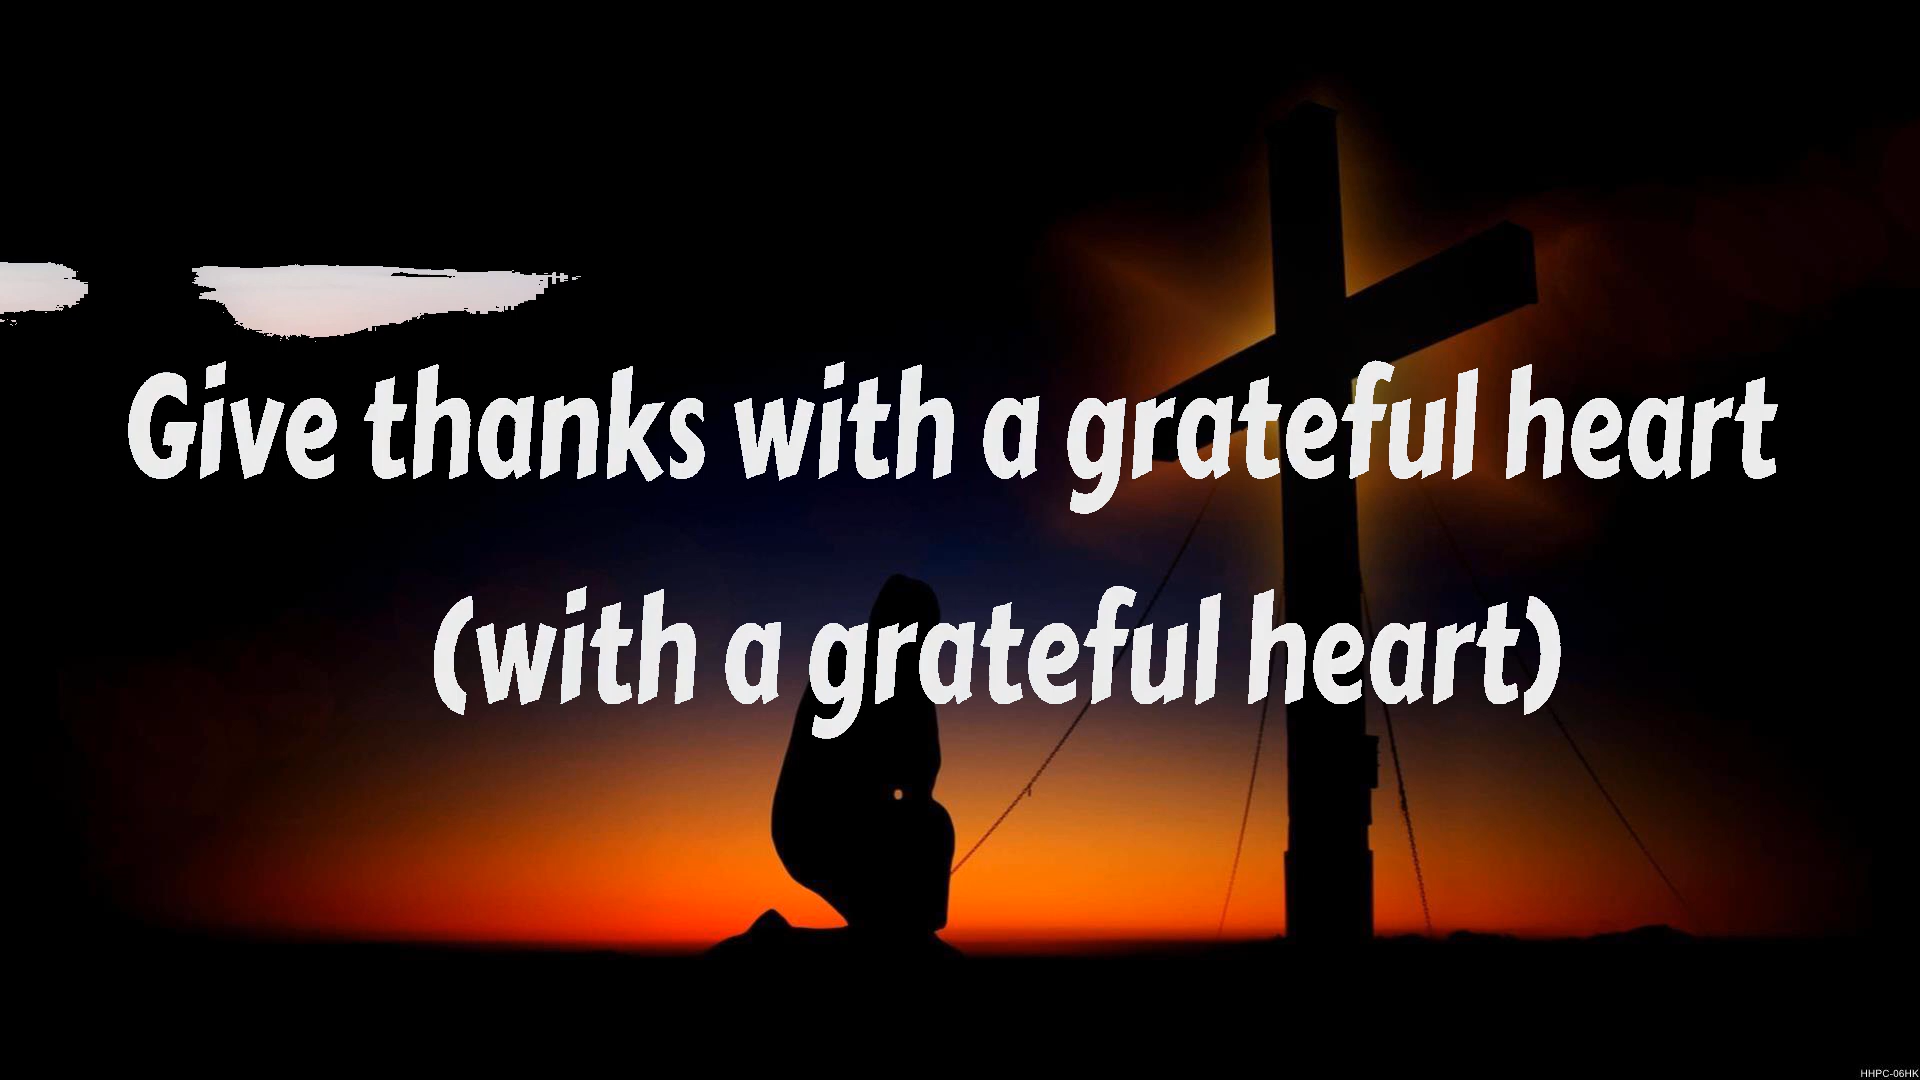 Give thanks with a grateful heart
(with a grateful heart)
HHPC-06HK